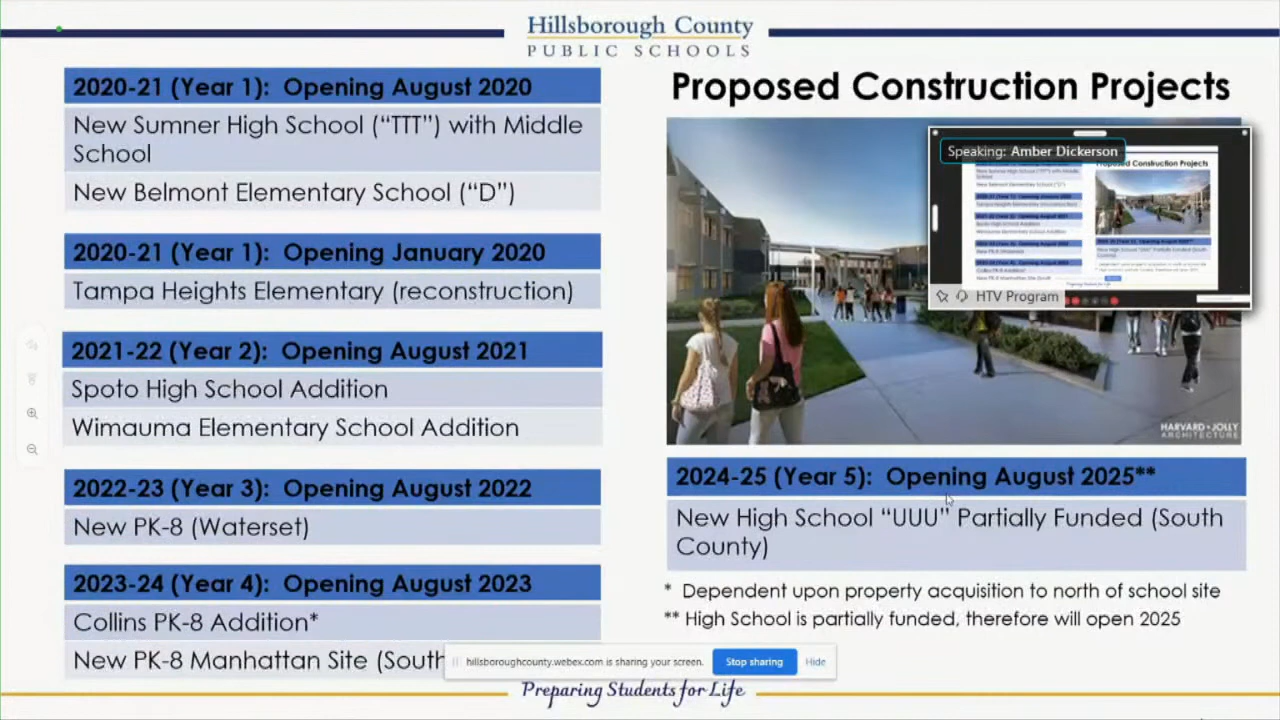 Hillsborough County
PUBLIC SCHOOLS
2020-21 (Year 1): Opening August 2020
New Sumner High School (“TTT”) with Middle
School
New Belmont Elementary School (“D”)
2020-21 (Year 1): Opening January 2020
Tampa Heights Elementary (reconstruction)
2021-22 (Year 2): Opening August 2021
Spoto High School Addition
Wimauma Elementary School Addition
2022-23 (Year 3): Opening August 2022
New PK-8 (Waterset)
2023-24 (Year 4): Opening August 2023
Collins PK-8 Addition*
New PK-8 Manhattan Site (South
Proposed Construction Projects
Speaking: Amber Dickerson
Proposed Construction Projects
HTV Program
HARVARD • JOLLY
ARCHITECTURE
2024-25 (Year 5): Opening August 2025**
New High School “UUU” Partially Funded (South
County)
* Dependent upon property acquisition to north of school site
** High School is partially funded, therefore will open 2025
hillsboroughcounty.webex.com is sharing your screen.
Stop sharing
Hide
Preparing Students for Life